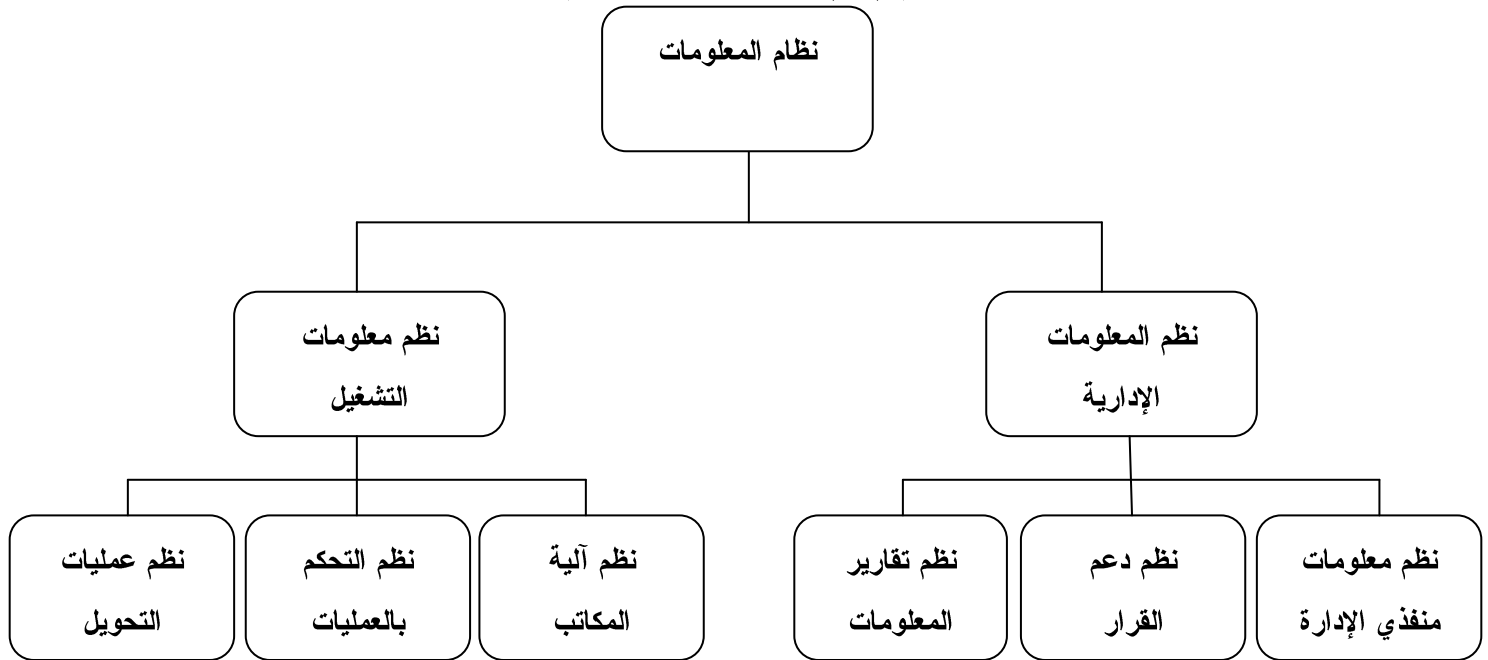 نظام المعلومات
نظم المعلومات
الإدارية
نظم معلومات
التشغيل
نظم معلومات
منفذي الإدارة
نظم دعم
القرار
نظم تقارير
المعلومات
نظم آلية
المكاتب
نظم التحكم
بالعمليات
نظم عمليات
التحويل